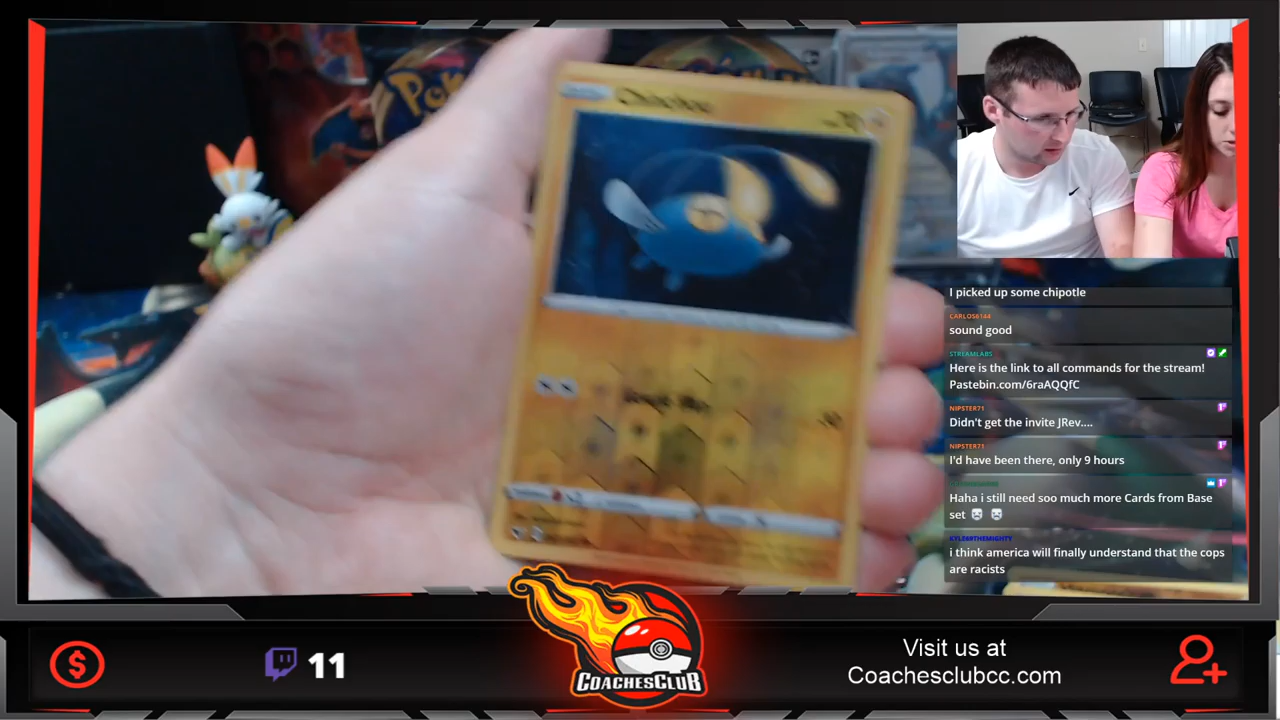 POK
Chinchou
I picked up some chipotle
CARLOS6144
sound good
STREAMLABS
Here is the link to all commands for the stream!
Pastebin.com/6raAQQfC
NIPSTER71
Didn't get the invite JRev....
NIPSTER71
I'd have been there, only 9 hours
Haha i still need soo much more Cards from Base
set
i think america will finally understand that the cops
are racists
11
COACHESCLUB
Visit us at
Coachesclubcc.com